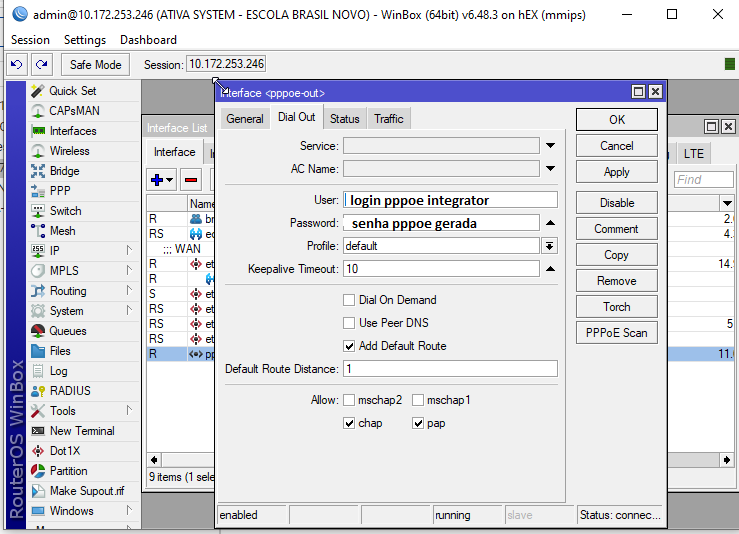 admin@10.172.253.246 (ATIVA SYSTEM - ESCOLA BRASIL NOVO) - WinBox (64bit) v6.48.3 on hEX (mmips)
Session Settings Dashboard
Safe Mode Session: 10.172.253.246
RouterOS WinBox
Quick Set
CAPsMAN
Interfaces
Wireless
Bridge
PPP
Switch
Mesh
IP
MPLS
Routing
System
Queues
Files
Log
RADIUS
Tools
New Terminal
Dot1X
Partition
Make Supout.rif
Windows
Interface List
Interface
LTE
Find
R br
RS
;;; WAN
R et
R
S et
RS et
RS et
RS et
R pp
9 items (1 sele
Interface <pppoe-out>
General Dial Out Status Traffic
Service:
AC Name:
User: login pppoe integrator
Password: senha pppoe gerada
Profile: default
Keepalive Timeout: 10
Dial On Demand
Use Peer DNS
Add Default Route
Default Route Distance: 1
Allow: mschap2 mschap1
chap pap
OK
Cancel
Apply
Disable
Comment
Copy
Remove
Torch
PPPoE Scan
enabled running slave Status: connec...